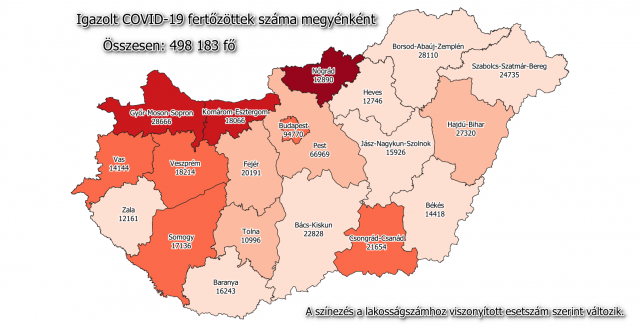 Igazolt COVID-19 fertőzöttek száma megyénként
Összesen: 498 183 fő
Borsod-Abaúj-Zemplén
28110
Szabolcs-Szatmár-Bereg
24735
Nógrád
12890
Heves
12746
Győr-Moson-Sopron
28666
Komárom-Esztergom
18066
Budapest
94770
Hajdú-Bihar
27320
Pest
66969
Jász-Nagykun-Szolnok
15926
Vas
14144
Veszprém
18214
Fejér
20191
Zala
12161
Somogy
17136
Tolna
10996
Bács-Kiskun
22828
Békés
14418
Csongrád-Csanád
21654
Baranya
16243
A színezés a lakosságszámhoz viszonyított esetszám szerint változik.